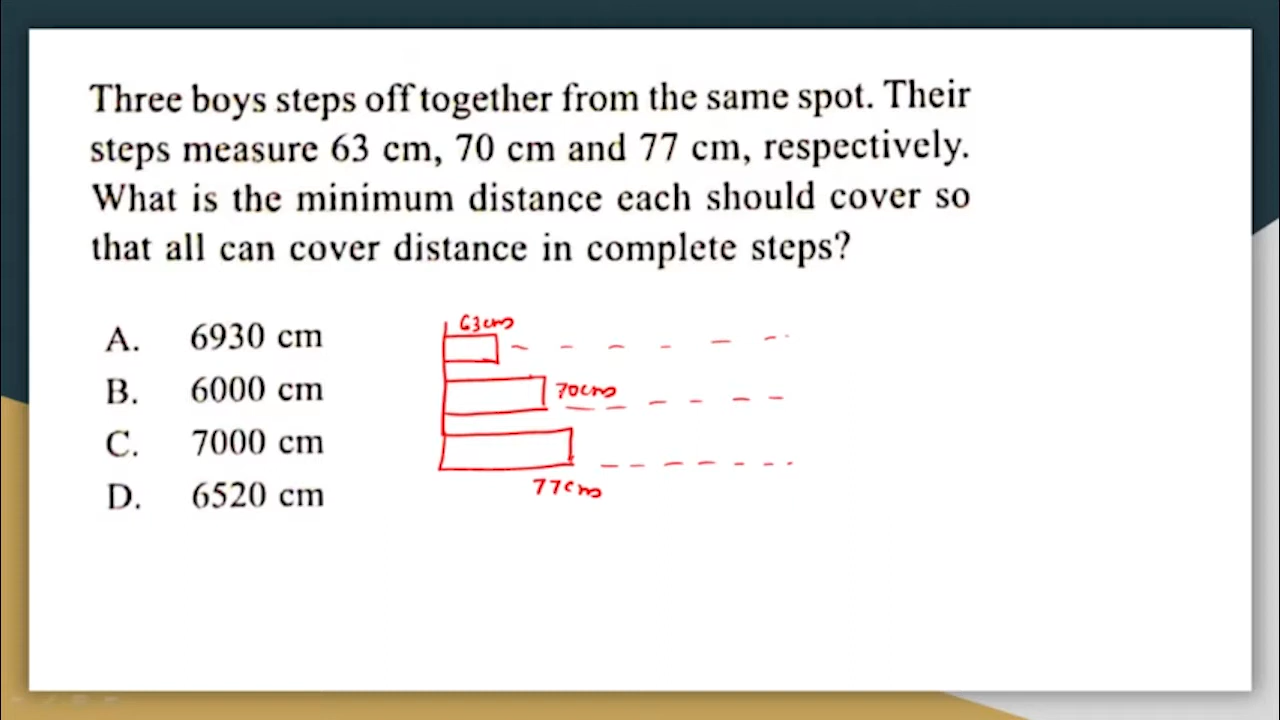 Three boys steps off together from the same spot. Their
steps measure 63 cm, 70 cm and 77 cm, respectively.
What is the minimum distance each should cover so
that all can cover distance in complete steps?
A. 6930 cm
B. 6000 cm
C. 7000 cm
D. 6520 cm
63cm
70cm
77cm